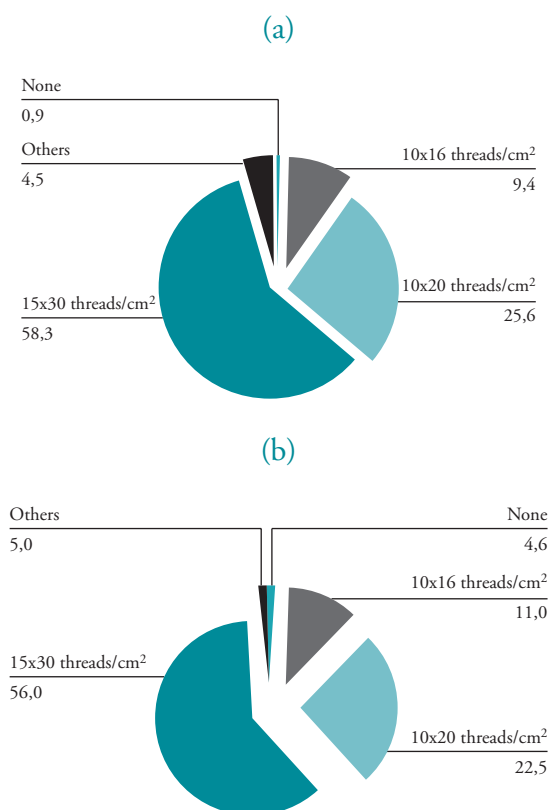 (a)
None
0,9
Others
4,5
10x16 threads/cm²
9,4
10x20 threads/cm²
25,6
15x30 threads/cm²
58,3
(b)
Others
5,0
None
4,6
10x16 threads/cm²
11,0
15x30 threads/cm²
56,0
10x20 threads/cm²
22,5